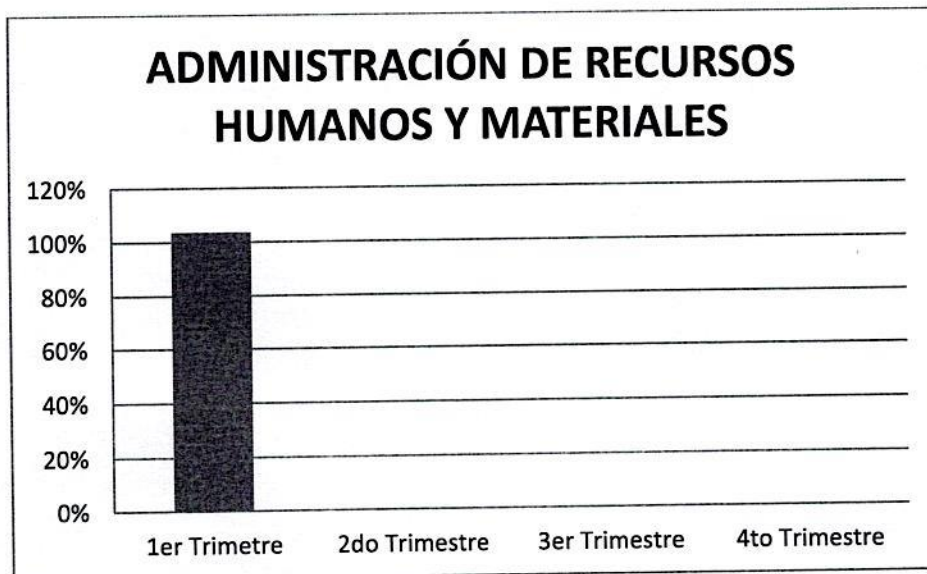 ADMINISTRACIÓN DE RECURSOS
HUMANOS Y MATERIALES
120%
100%
80%
60%
40%
20%
0%
1er Trimetre 2do Trimestre 3er Trimestre 4to Trimestre